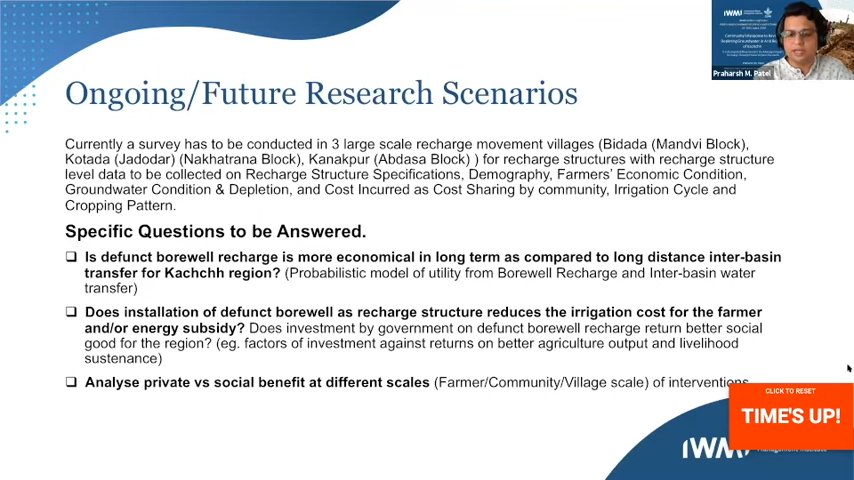 Ongoing/Future Research Scenarios
Currently a survey has to be conducted in 3 large scale recharge movement villages (Bidada (Mandvi Block),
Kotada (Jadodar) (Nakhatrana Block), Kanakpur (Abdasa Block) ) for recharge structures with recharge structure
level data to be collected on Recharge Structure Specifications, Demography, Farmers' Economic Condition,
Groundwater Condition & Depletion, and Cost Incurred as Cost Sharing by community, Irrigation Cycle and
Cropping Pattern.
Specific Questions to be Answered.
❑ Is defunct borewell recharge is more economical in long term as compared to long distance inter-basin
transfer for Kachchh region? (Probabilistic model of utility from Borewell Recharge and Inter-basin water
transfer)
❑ Does installation of defunct borewell as recharge structure reduces the irrigation cost for the farmer
and/or energy subsidy? Does investment by government on defunct borewell recharge return better social
good for the region? (eg. factors of investment against returns on better agriculture output and livelihood
sustenance)
❑ Analyse private vs social benefit at different scales (Farmer/Community/Village scale) of interventions
IWMI
Praharsh M. Patel
CLICK TO RESET
TIME'S UP!
IWMI